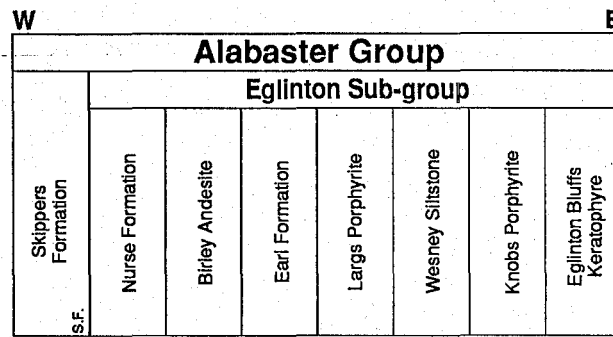 W
E
Alabaster Group
Eglinton Sub-group
Skippers
Formation
S.F.
Nurse Formation
Birley Andesite
Earl Formation
Largs Porphyrite
Wesney Siltstone
Knobs Porphyrite
Eglinton Bluffs
Keratophyre